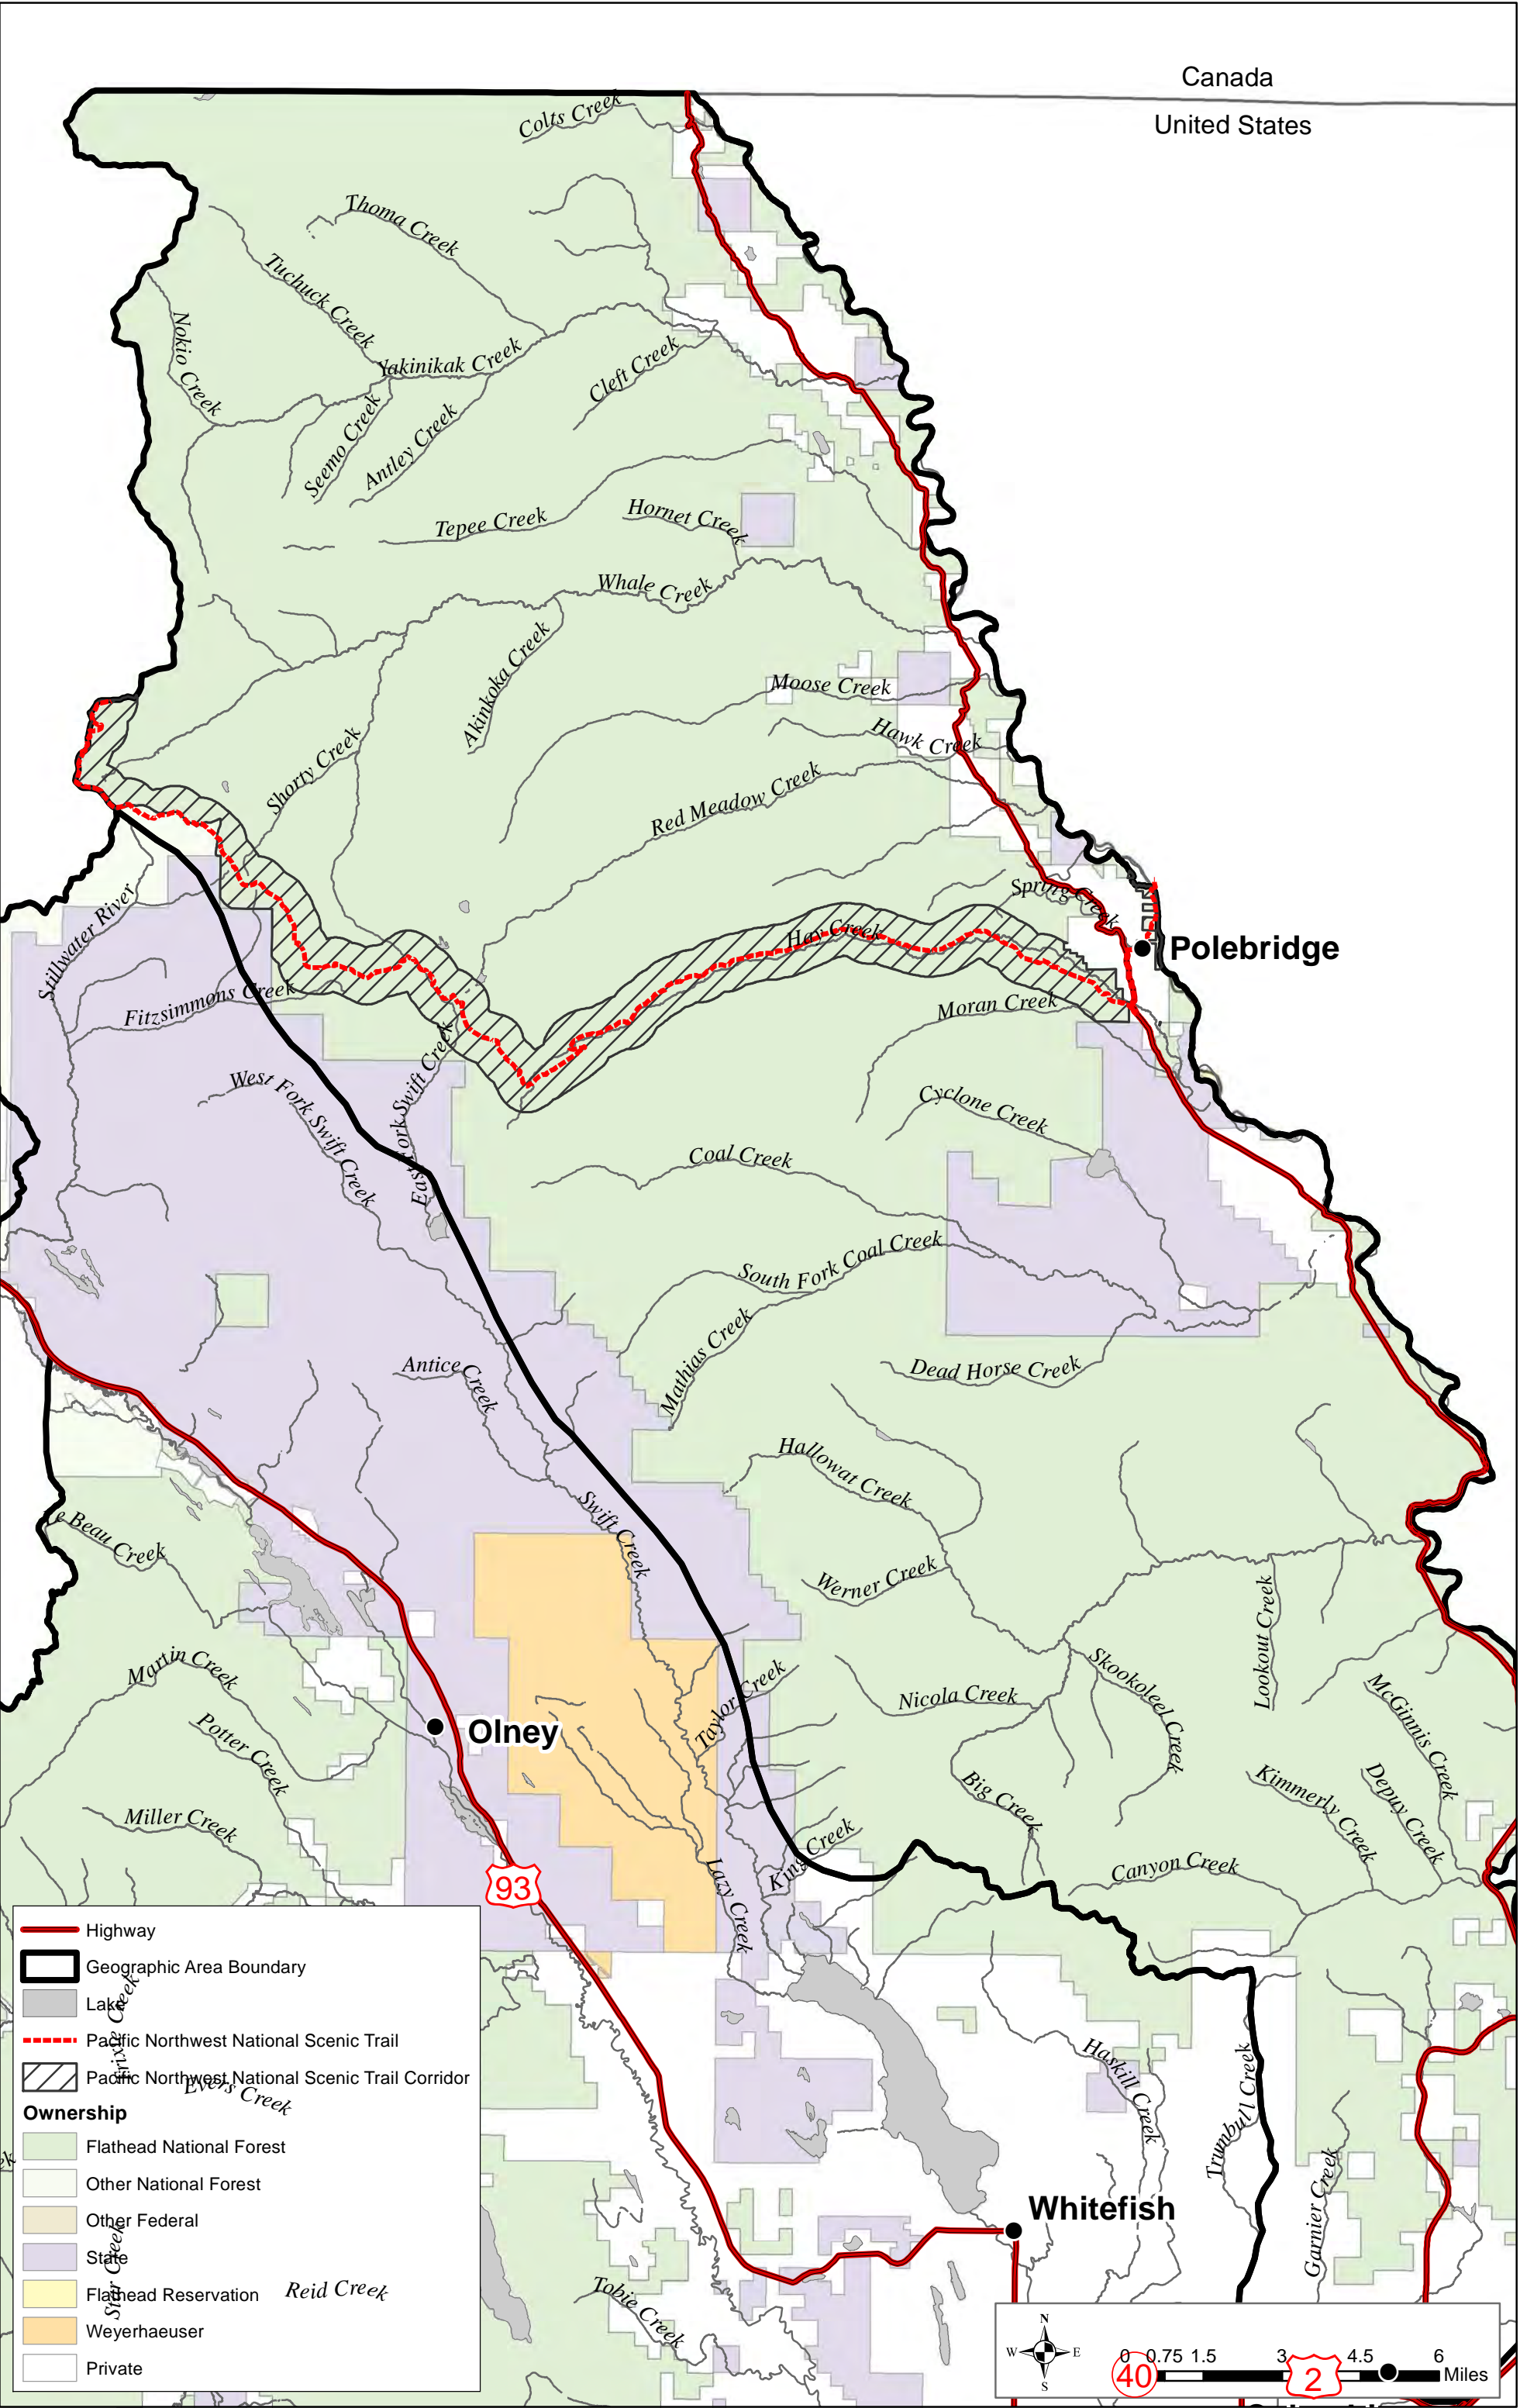 Canada
United States
Colts Creek
Thoma Creek
Tuchuck Creek
Nokio Creek
Yakinikak Creek
Cleft Creek
Seemo Creek
Antley Creek
Tepee Creek
Hornet Creek
Whale Creek
Akinkoka Creek
Moose Creek
Hawk Creek
Shorty Creek
Red Meadow Creek
Spring Creek
Stillwater River
Hay Creek
Polebridge
Fitzsimmons Creek
Moran Creek
West Fork Swift Creek
East Fork Swift Creek
Cyclone Creek
Coal Creek
South Fork Coal Creek
Mathias Creek
Antice Creek
Dead Horse Creek
Hallowat Creek
Swift Creek
Le Beau Creek
Werner Creek
Lookout Creek
Martin Creek
Taylor Creek
Nicola Creek
Skookoleel Creek
McGinnis Creek
Olney
Potter Creek
Big Creek
Kimmerly Creek
Depuy Creek
Miller Creek
King Creek
Canyon Creek
Lazy Creek
93
Highway
Geographic Area Boundary
Lake
Pacific Northwest National Scenic Trail
Pacific Northwest National Scenic Trail Corridor
Evers Creek
Ownership
Flathead National Forest
Other National Forest
Other Federal
State
Star Creek
Flathead Reservation
Reid Creek
Weyerhaeuser
Private
Haskill Creek
Trumbull Creek
Garnier Creek
Whitefish
Tobie Creek
N
W E
S
0 0.75 1.5 3 4.5 6
Miles
40
2